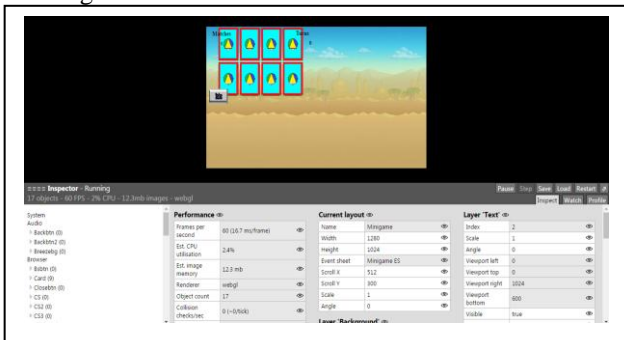 Matches
Turns
0
Inspector - Running
17 objects - 60 FPS - 2% CPU - 12.3mb images - webgl
Pause Step Save Load Restart
Inspect Watch Profile
System
Audio
Backbtn (0)
Backbtn2 (0)
Breezebg (0)
Browser
Bxbtn (0)
Card (9)
Closebtn (0)
CS (0)
CS2 (0)
CS3 (0)
Performance
Frames per second 60 (16.7 ms/frame)
Est. CPU utilisation 2.4%
Est. image memory 12.3 mb
Renderer webgl
Object count 17
Collision checks/sec 0 (~0/tick)
Current layout
Name Minigame
Width 1280
Height 1024
Event sheet Minigame ES
Scroll X 512
Scroll Y 300
Scale 1
Angle 0
Layer 'Background'
Layer 'Text'
Index 2
Scale 1
Angle 0
Viewport left 0
Viewport top 0
Viewport right 1024
Viewport bottom 600
Visible true